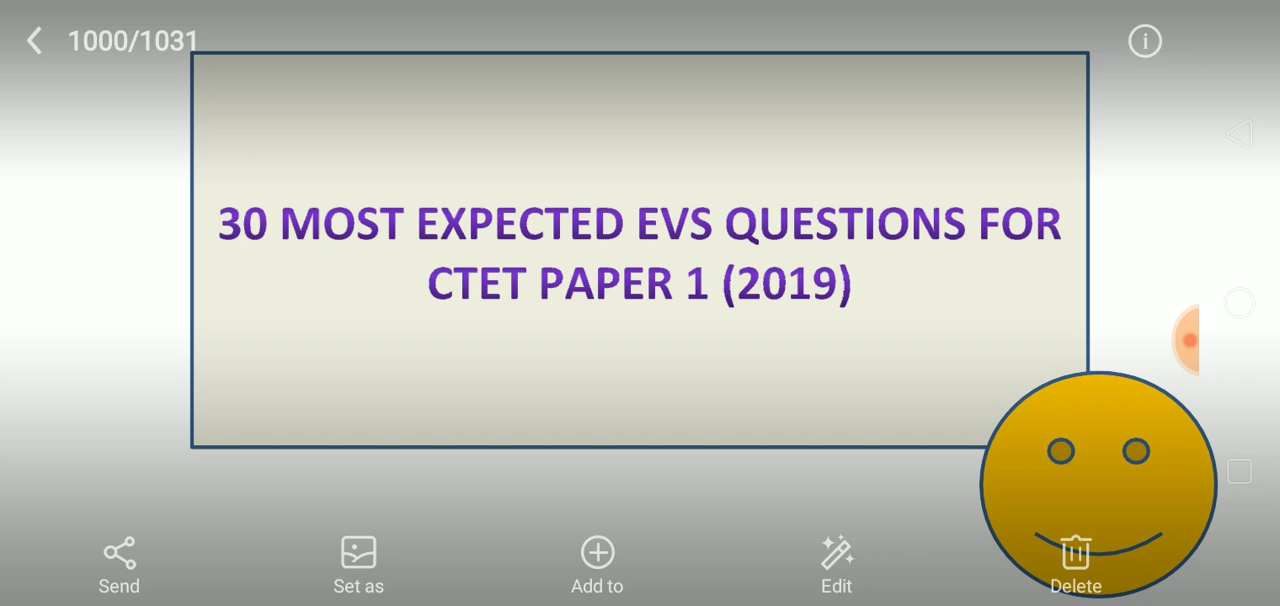 1000/1031
30 MOST EXPECTED EVS QUESTIONS FOR
CTET PAPER 1 (2019)
Send
Set as
Add to
Edit
Delete